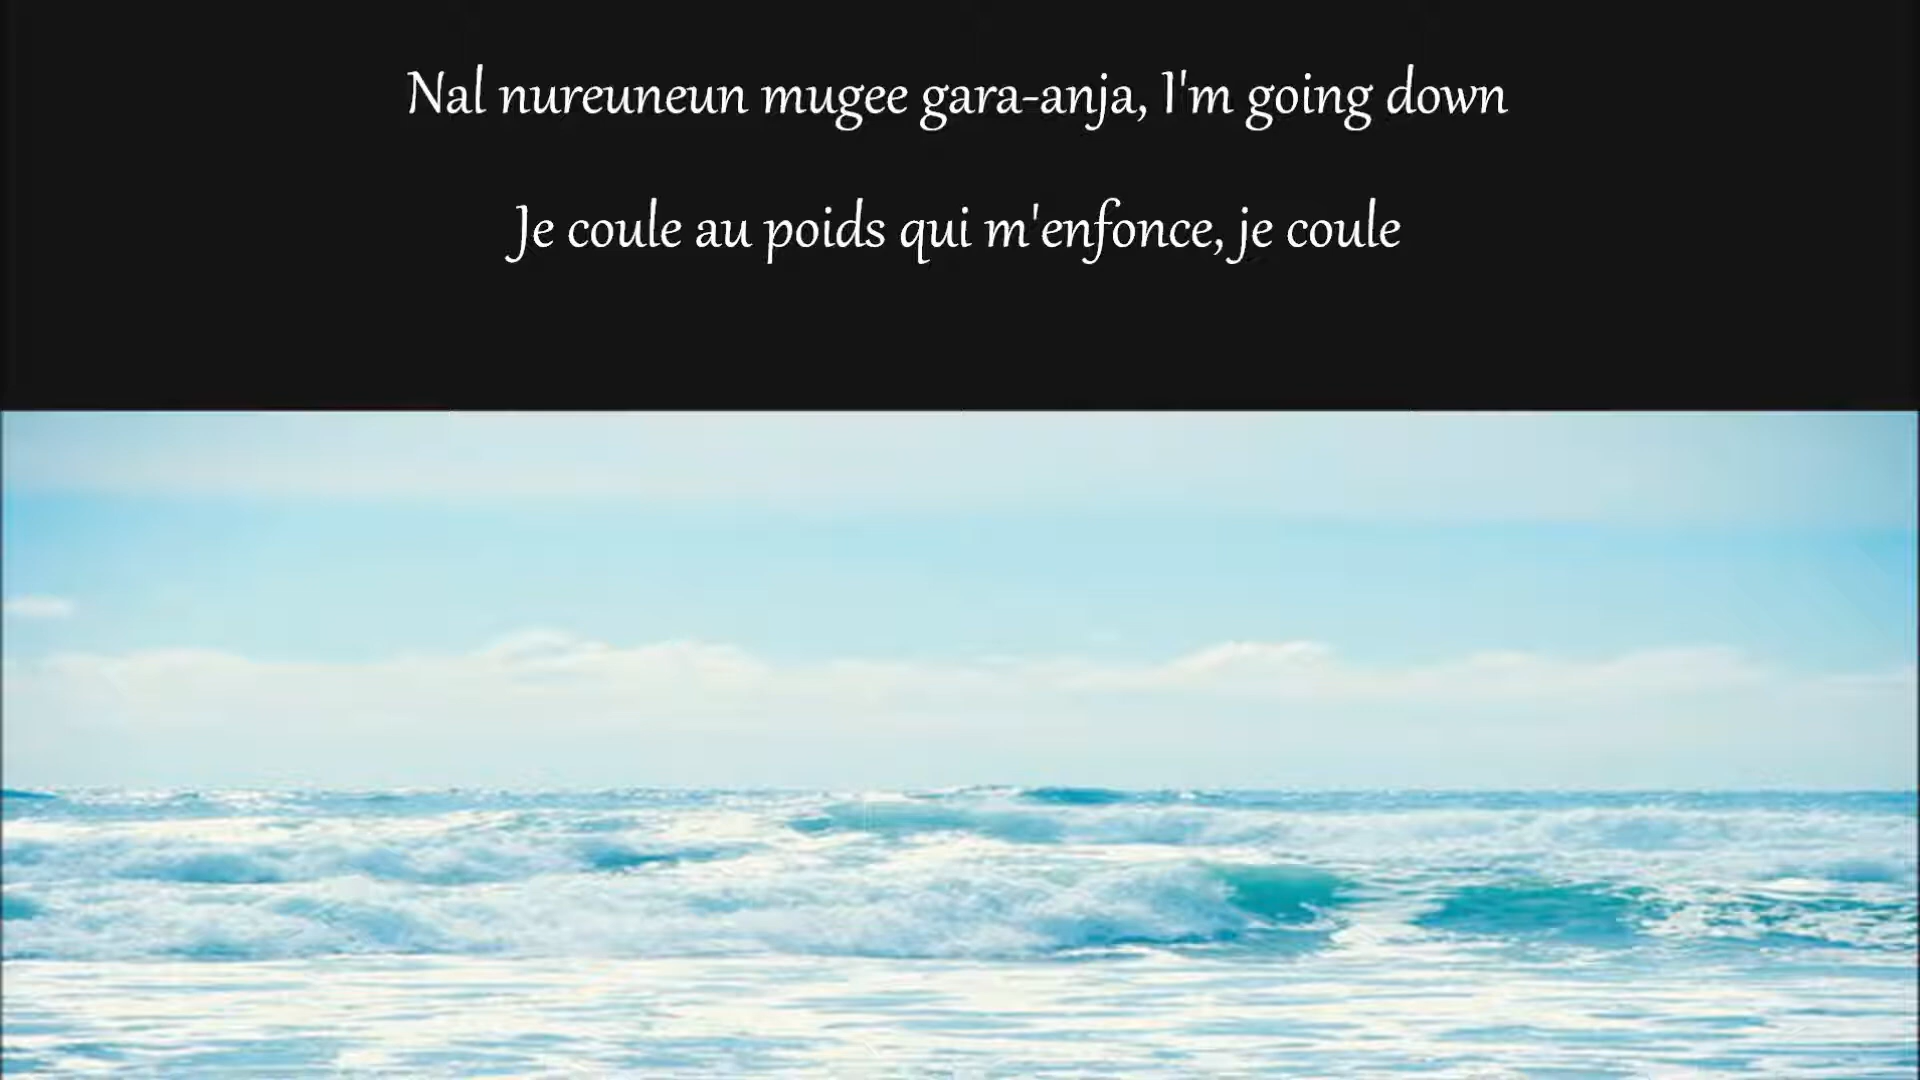 Nal nureuneun mugee gara-anja, I'm going down
Je coule au poids qui m'enfonce, je coule